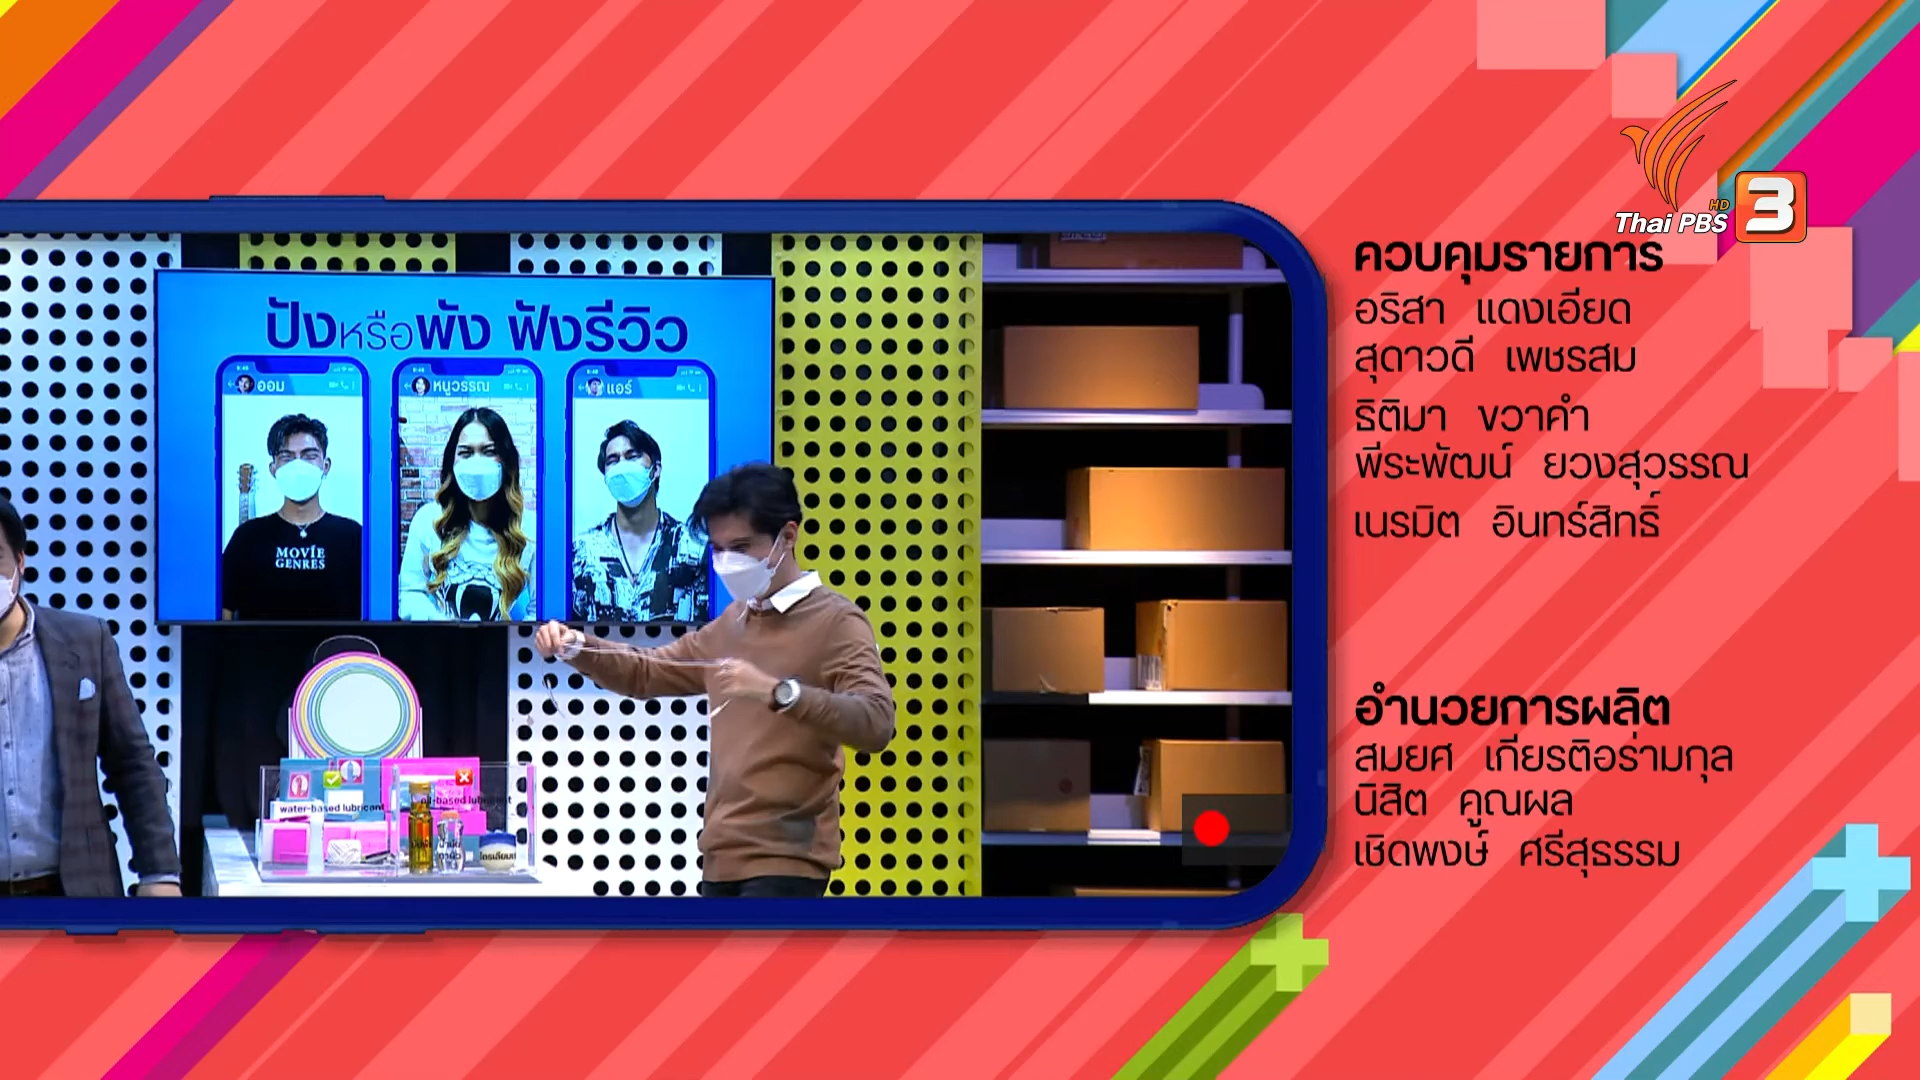 HD
Thai PBS 3
ควบคุมรายการ
อริสา แดงเอียด
สุดาวดี เพชรสม
ธิติมา ขวาคำ
พีระพัฒน์ ยวงสุวรรณ
เนรมิต อินทร์สิทธิ์
อำนวยการผลิต
สมยศ เกียรติอร่ามกุล
นิสิต คูณผล
เชิดพงษ์ ศรีสุธรรม
ปังหรือพัง ฟังรีวิว
ออม
หนูวรรณ
แอร์
MOVIE
GENRES
water-based lubricant
oil-based lubricant